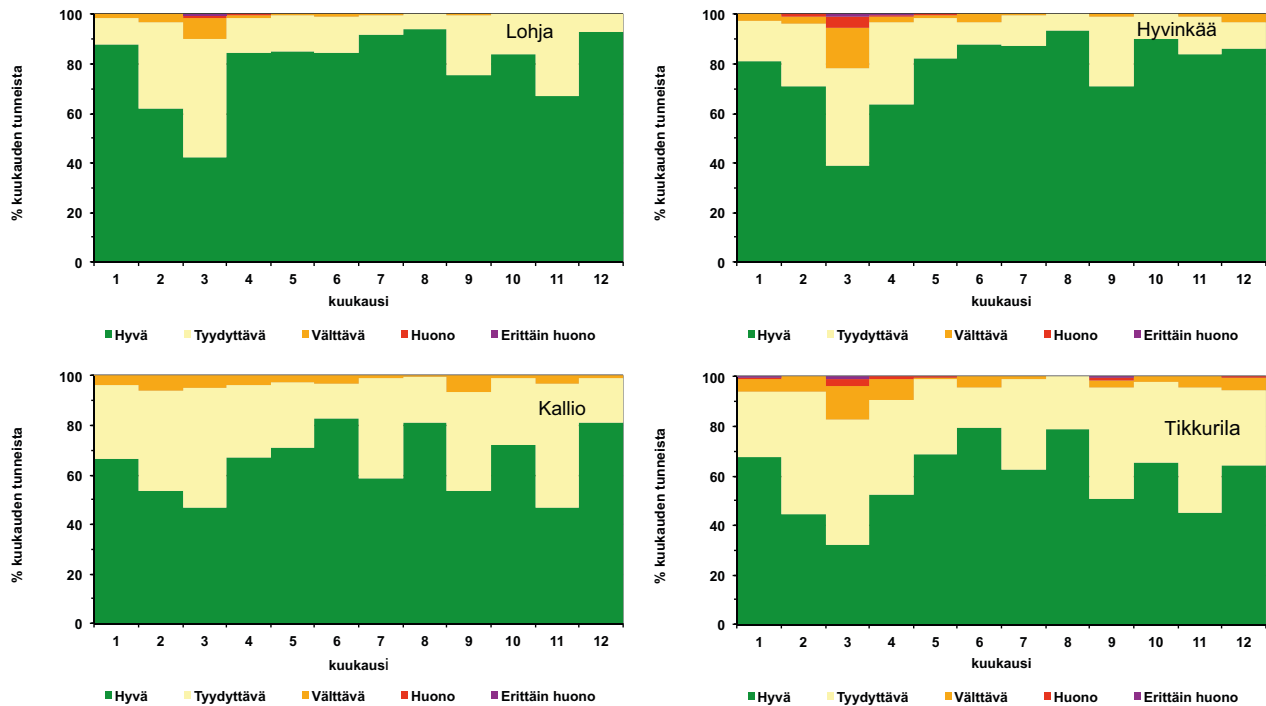 Lohja
% kuukauden tunneista
100
80
60
40
20
0
1 2 3 4 5 6 7 8 9 10 11 12
kuukausi
Hyvä Tyydyttävä Välttävä Huono Erittäin huono
Hyvinkää
% kuukauden tunneista
100
80
60
40
20
0
1 2 3 4 5 6 7 8 9 10 11 12
kuukausi
Hyvä Tyydyttävä Välttävä Huono Erittäin huono
Kallio
% kuukauden tunneista
100
80
60
40
20
0
1 2 3 4 5 6 7 8 9 10 11 12
kuukausi
Hyvä Tyydyttävä Välttävä Huono Erittäin huono
Tikkurila
% kuukauden tunneista
100
80
60
40
20
0
1 2 3 4 5 6 7 8 9 10 11 12
kuukausi
Hyvä Tyydyttävä Välttävä Huono Erittäin huono